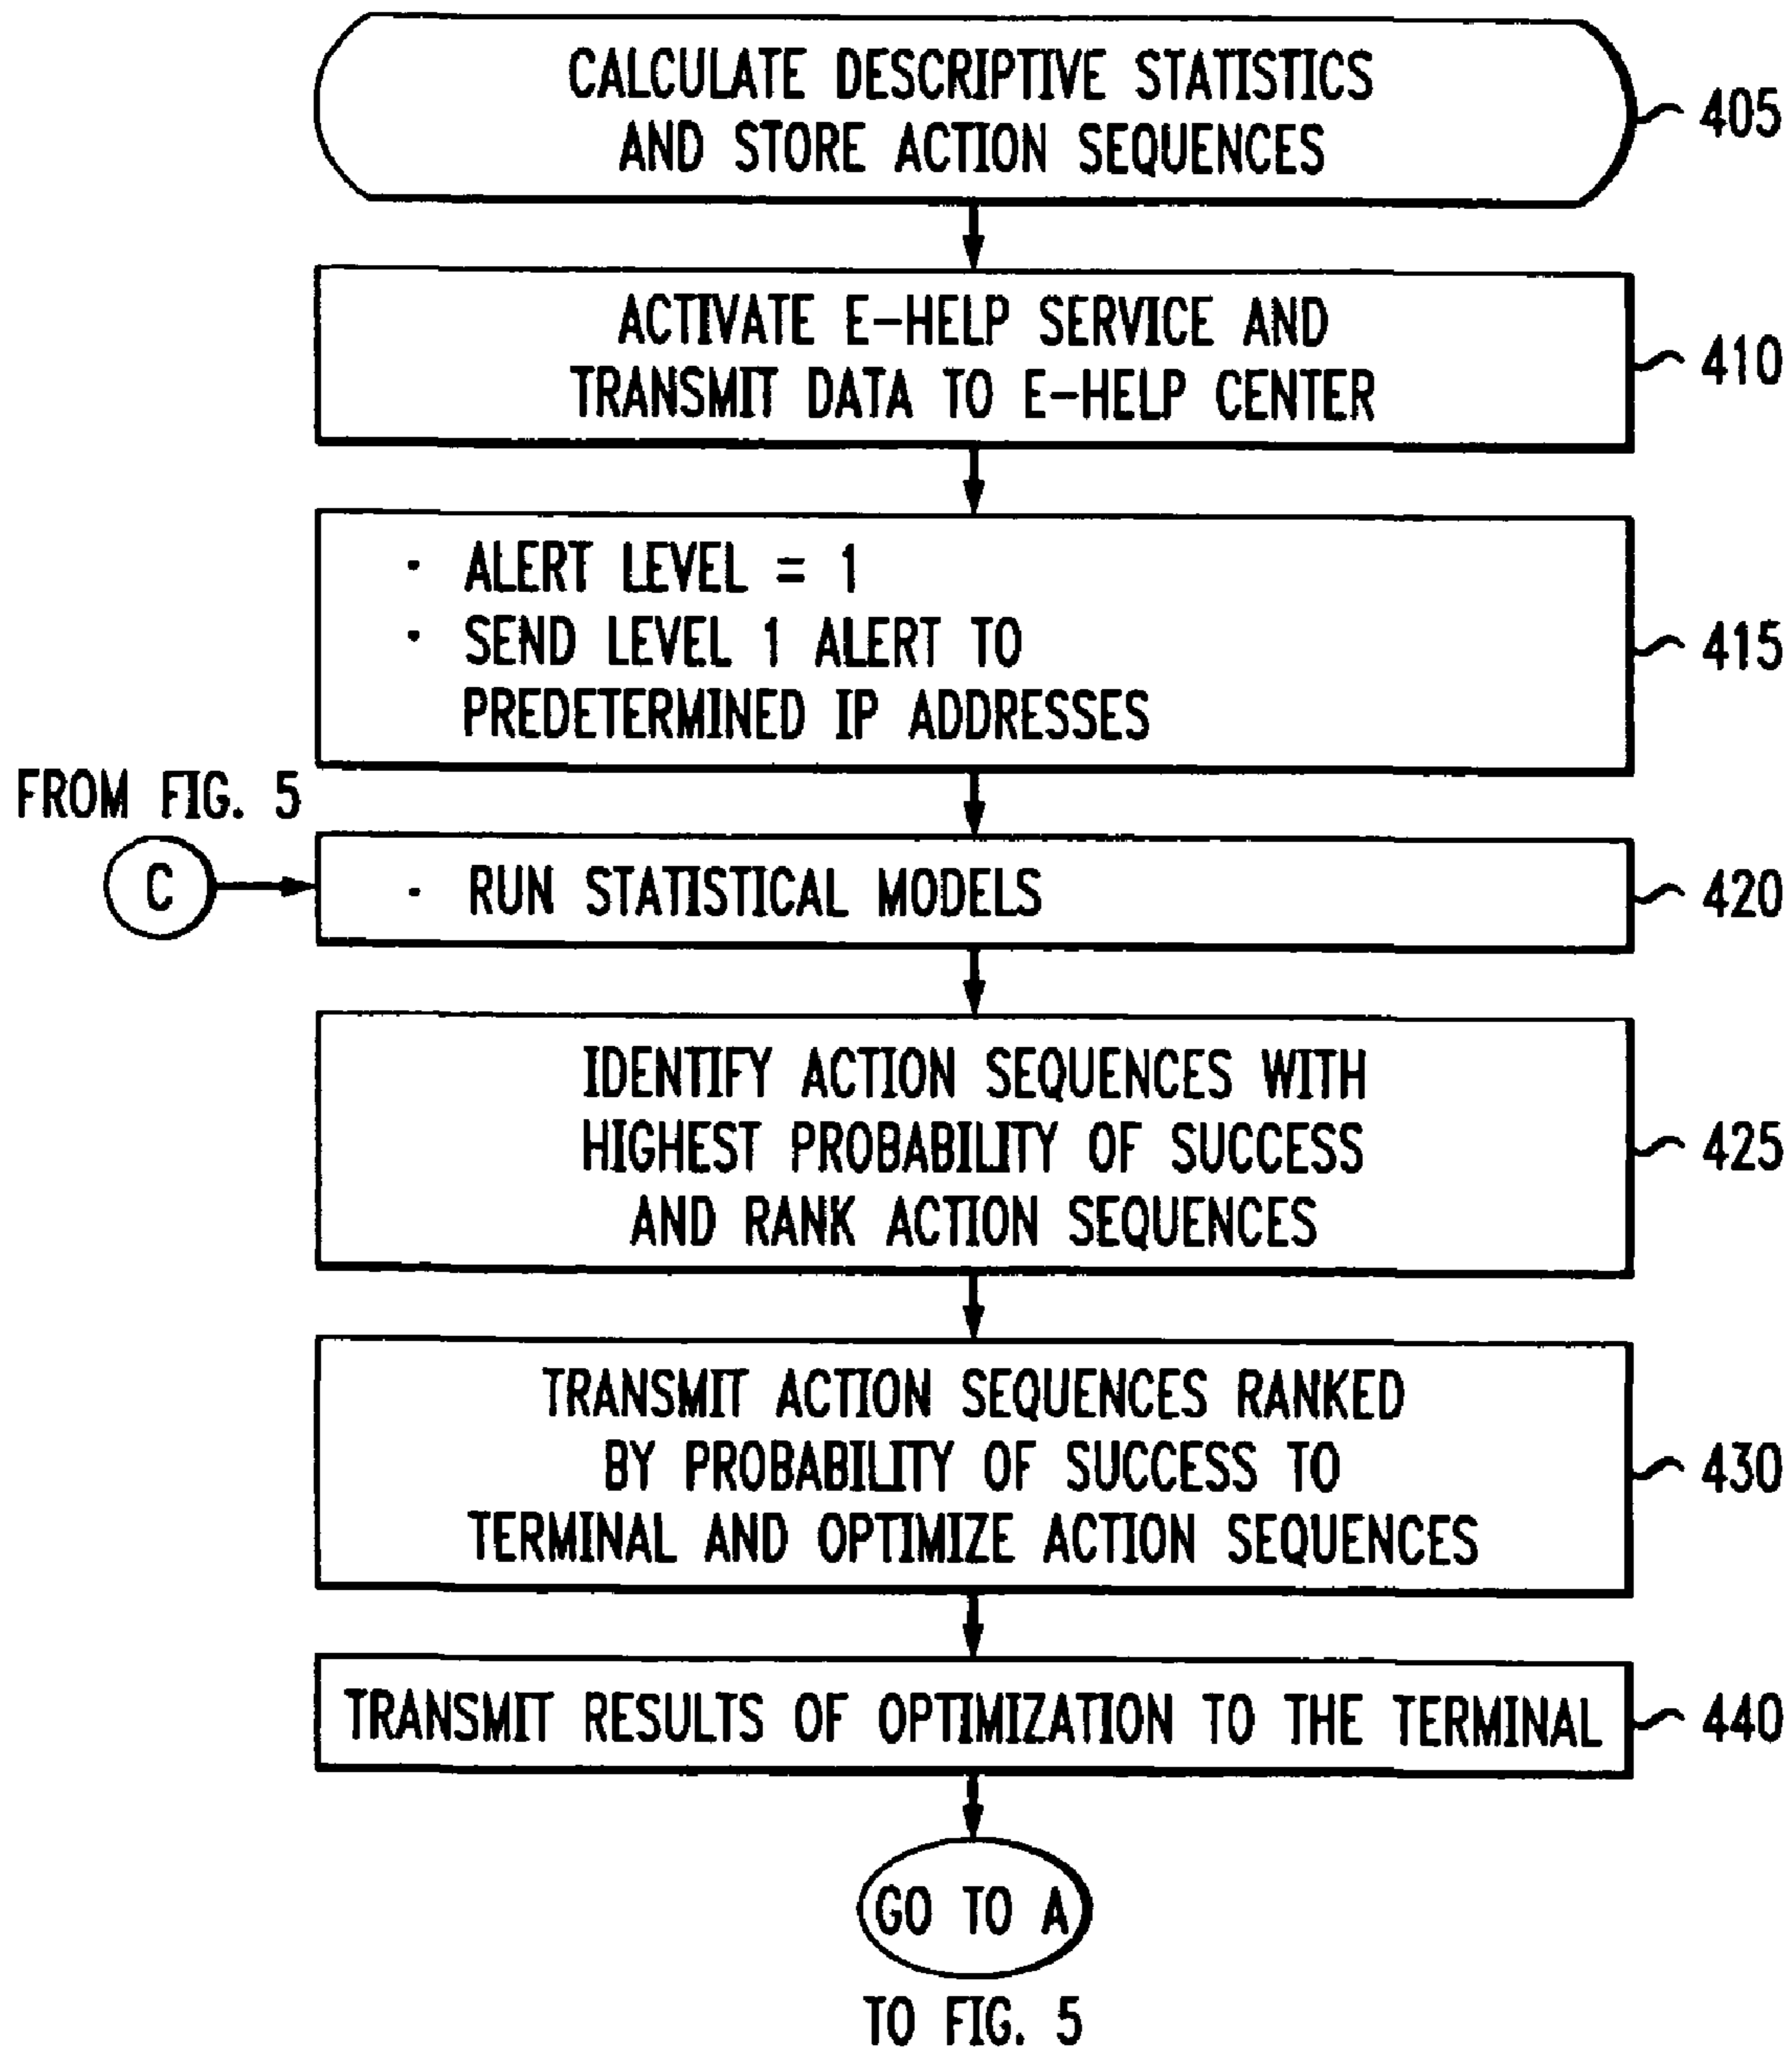 CALCULATE DESCRIPTIVE STATISTICS
AND STORE ACTION SEQUENCES
405
ACTIVATE E-HELP SERVICE AND
TRANSMIT DATA TO E-HELP CENTER
410
· ALERT LEVEL = 1
· SEND LEVEL 1 ALERT TO
PREDETERMINED IP ADDRESSES
415
FROM FIG. 5
C
· RUN STATISTICAL MODELS
420
IDENTIFY ACTION SEQUENCES WITH
HIGHEST PROBABILITY OF SUCCESS
AND RANK ACTION SEQUENCES
425
TRANSMIT ACTION SEQUENCES RANKED
BY PROBABILITY OF SUCCESS TO
TERMINAL AND OPTIMIZE ACTION SEQUENCES
430
TRANSMIT RESULTS OF OPTIMIZATION TO THE TERMINAL
440
GO TO A
TO FIG. 5